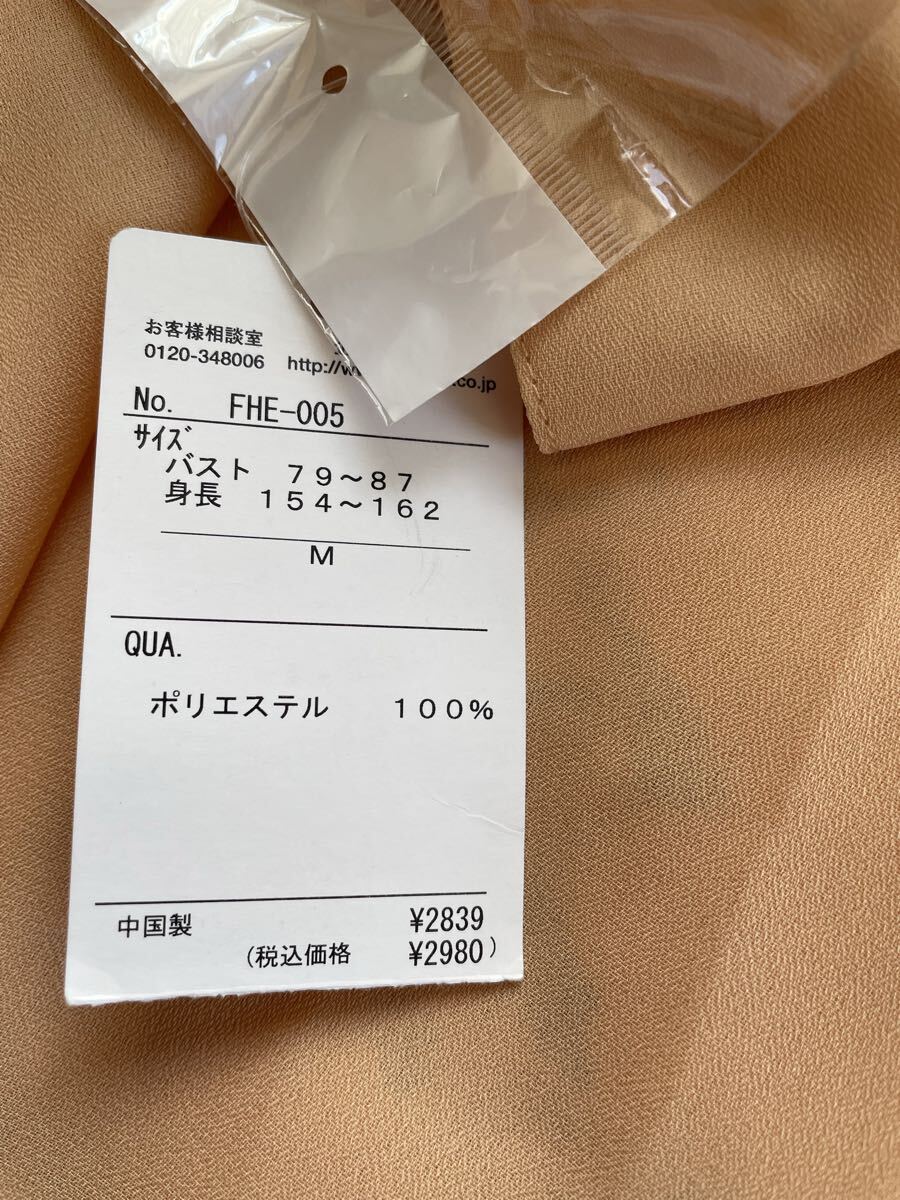 お客様相談室
0120-348006 http://w .co.jp
No. FHE-005
サイズ
バスト 79〜87
身長 154〜162
M
QUA.
ポリエステル 100%
中国製 ¥2839
(税込価格 ¥2980)